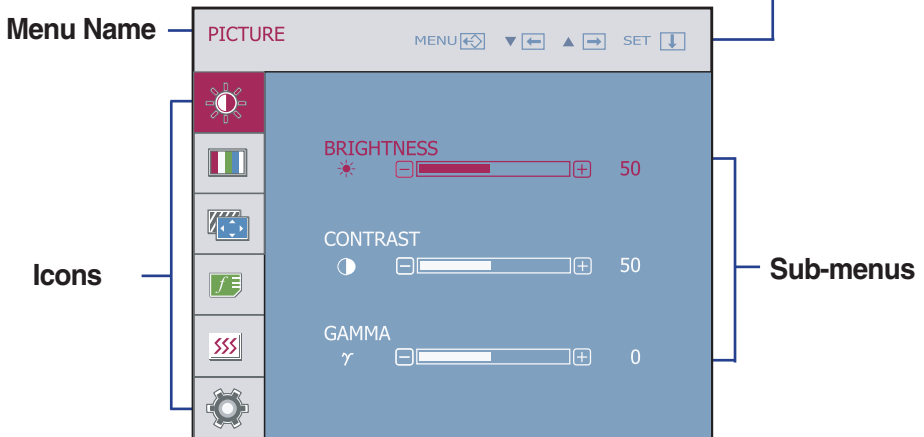 Menu Name
PICTURE MENU ▼ ▲ SET
BRIGHTNESS
50
CONTRAST
50
Icons
Sub-menus
GAMMA
γ 0